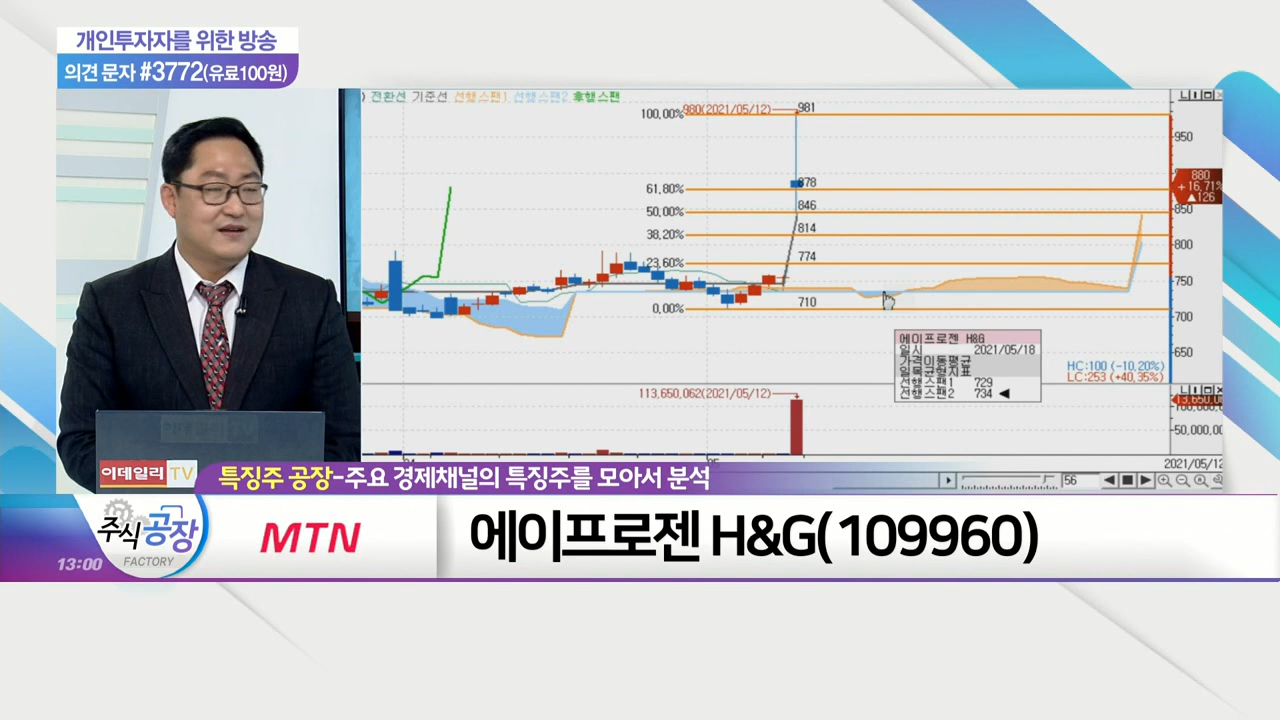 개인투자자를 위한 방송
의견 문자 #3772(유료100원)
전환선 기준선 선행스팬1 선행스팬2 후행스팬
100,00%
980(2021/05/12)
981
950
61,80%
878
880
+16,71%
▲126
50,00%
846
850
38,20%
814
800
23,60%
774
750
0,00%
710
700
에이프로젠 H&G
일시 2021/05/18
가격이동평균
일목균형지표
선행스팬1 729
선행스팬2 734 ◀
650
HC:100 (-10,20%)
LC:253 (+40,35%)
113,650,062(2021/05/12)
50,000,00
2021/05/12
56
이데일리 TV
특징주 공장-주요 경제채널의 특징주를 모아서 분석
주식공장
FACTORY
13:00
MTN
에이프로젠 H&G(109960)